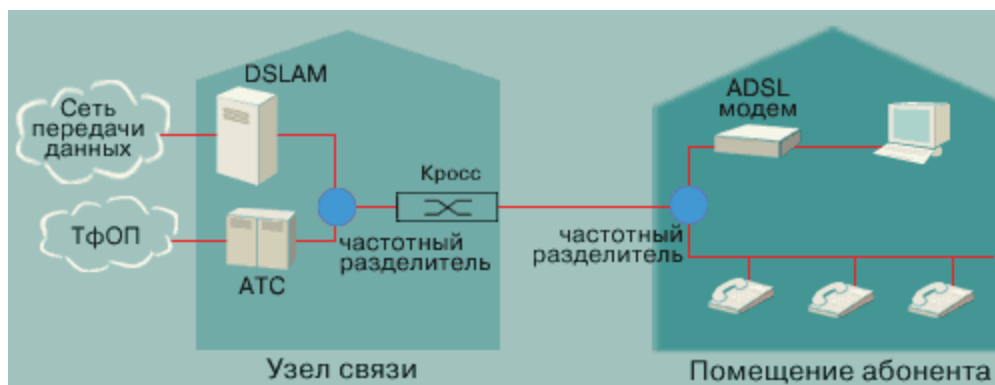 DSLAM
Сеть
передачи
данных
ТфОП
АТС
Кросс
частотный
разделитель
Узел связи
ADSL
модем
частотный
разделитель
Помещение абонента